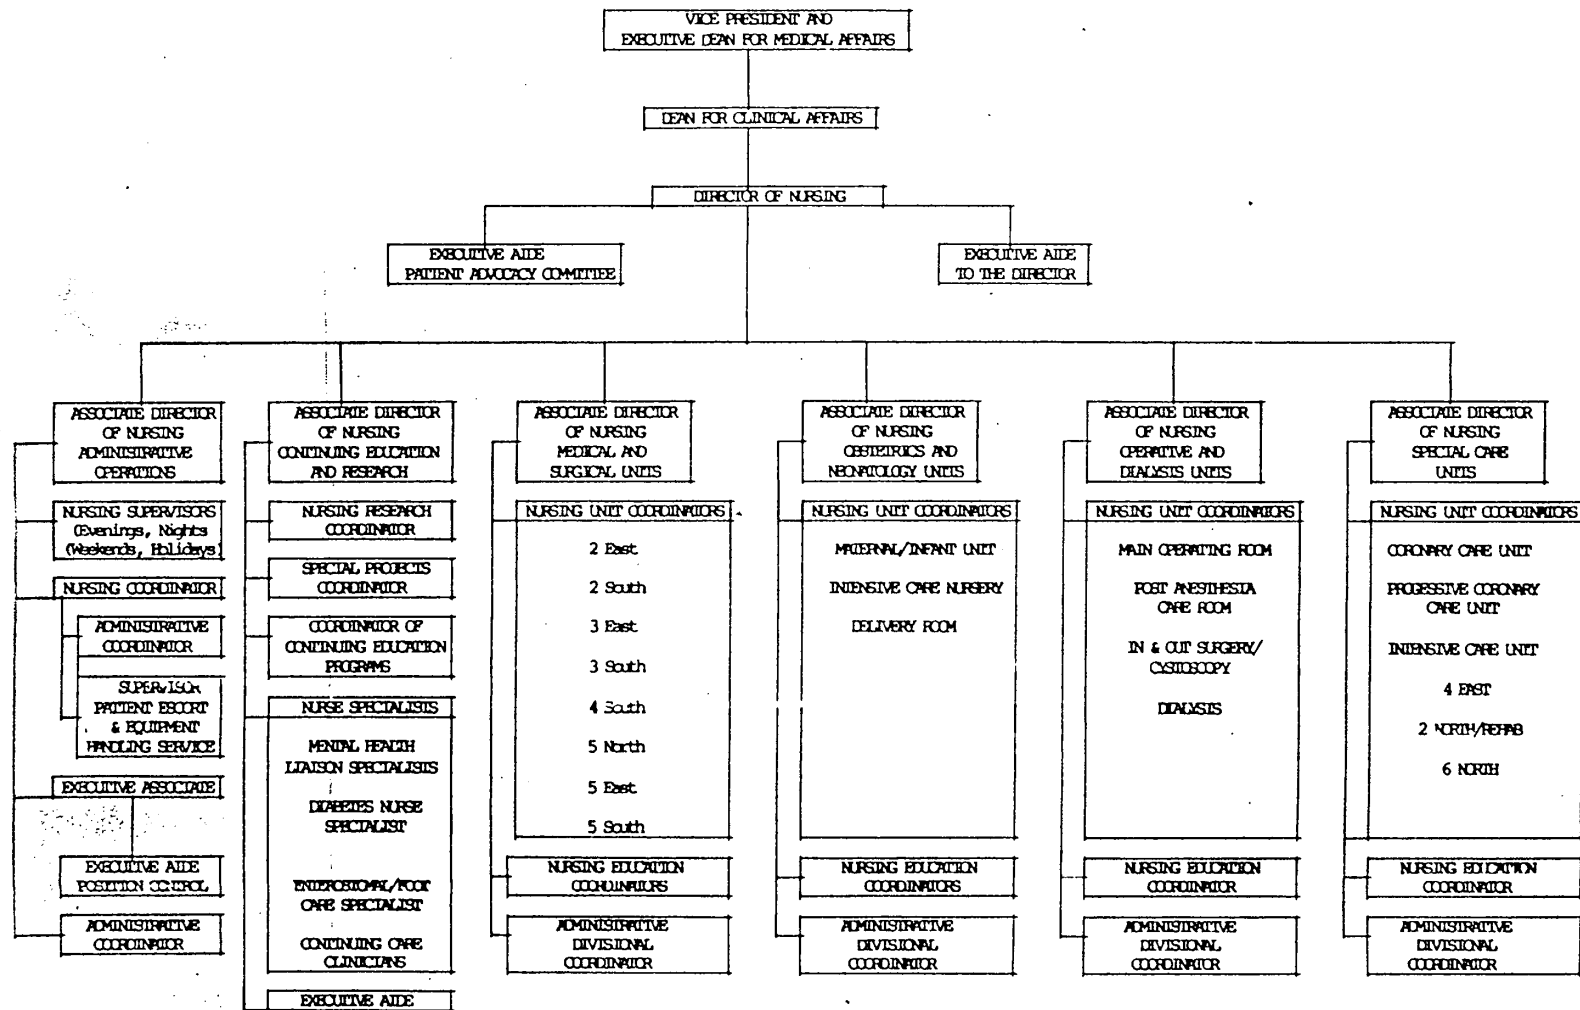 VICE PRESIDENT AND
EXECUTIVE DEAN FOR MEDICAL AFFAIRS
DEAN FOR CLINICAL AFFAIRS
DIRECTOR OF NURSING
EXECUTIVE AIDE
PATIENT ADVOCACY COMMITTEE
EXECUTIVE AIDE
TO THE DIRECTOR
ASSOCIATE DIRECTOR
OF NURSING
ADMINISTRATIVE
OPERATIONS
NURSING SUPERVISORS
(Evenings, Nights
(Weekends, Holidays)
NURSING COORDINATOR
ADMINISTRATIVE
COORDINATOR
SUPERVISOR
PATIENT ESCORT
& EQUIPMENT
HANDLING SERVICE
EXECUTIVE ASSOCIATE
EXECUTIVE AIDE
POSITION CONTROL
ADMINISTRATIVE
COORDINATOR
ASSOCIATE DIRECTOR
OF NURSING
CONTINUING EDUCATION
AND RESEARCH
NURSING RESEARCH
COORDINATOR
SPECIAL PROJECTS
COORDINATOR
COORDINATOR OF
CONTINUING EDUCATION
PROGRAMS
NURSE SPECIALISTS
MENTAL HEALTH
LIAISON SPECIALISTS
DIABETES NURSE
SPECIALIST
ENTEROSTOMAL/FOOT
CARE SPECIALIST
CONTINUING CARE
CLINICIANS
EXECUTIVE AIDE
ASSOCIATE DIRECTOR
OF NURSING
MEDICAL AND
SURGICAL UNITS
NURSING UNIT COORDINATORS
2 East
2 South
3 East
3 South
4 South
5 North
5 East
5 South
NURSING EDUCATION
COORDINATORS
ADMINISTRATIVE
DIVISIONAL
COORDINATOR
ASSOCIATE DIRECTOR
OF NURSING
OBSTETRICS AND
NEONATOLOGY UNITS
NURSING UNIT COORDINATORS
MATERNAL/INFANT UNIT
INTENSIVE CARE NURSERY
DELIVERY ROOM
NURSING EDUCATION
COORDINATORS
ADMINISTRATIVE
DIVISIONAL
COORDINATOR
ASSOCIATE DIRECTOR
OF NURSING
OPERATIVE AND
DIALYSIS UNITS
NURSING UNIT COORDINATORS
MAIN OPERATING ROOM
POST ANESTHESIA
CARE ROOM
IN & OUT SURGERY/
CYSTOSCOPY
DIALYSIS
NURSING EDUCATION
COORDINATOR
ADMINISTRATIVE
DIVISIONAL
COORDINATOR
ASSOCIATE DIRECTOR
OF NURSING
SPECIAL CARE
UNITS
NURSING UNIT COORDINATORS
CORONARY CARE UNIT
PROGESSIVE CORONARY
CARE UNIT
INTENSIVE CARE UNIT
4 EAST
2 NORTH/REHAB
6 NORTH
NURSING EDUCATION
COORDINATOR
ADMINISTRATIVE
DIVISIONAL
COORDINATOR